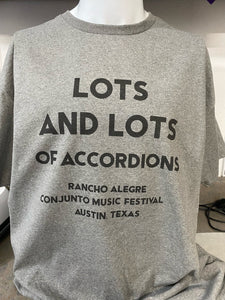 LOTS
AND LOTS
OF ACCORDIONS
RANCHO ALEGRE
CONJUNTO MUSIC FESTIVAL
AUSTIN, TEXAS